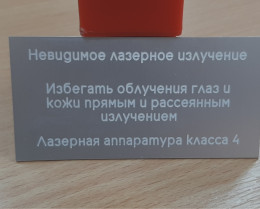 Невидимое лазерное излучение
Избегать облучения глаз и
кожи прямым и рассеянным
излучением
Лазерная аппаратура класса 4